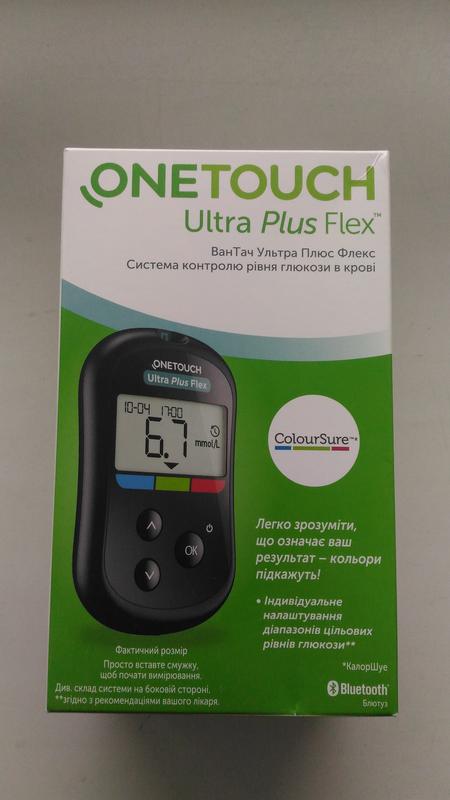 ONETOUCH
Ultra Plus Flex™
ВанТач Ультра Плюс Флекс
Система контролю рівня глюкози в крові
ONETOUCH
Ultra Plus Flex
10-04 17:00
6.7
mmol/L
OK
ColourSure™*
Легко зрозуміти,
що означає ваш
результат – кольори
підкажуть!
• Індивідуальне
налаштування
діапазонів цільових
рівнів глюкози**
Фактичний розмір
Просто вставте смужку,
щоб почати вимірювання.
*КалорШуе
Див. склад системи на боковій стороні.
**згідно з рекомендаціями вашого лікаря.
Bluetooth®
Блютуз